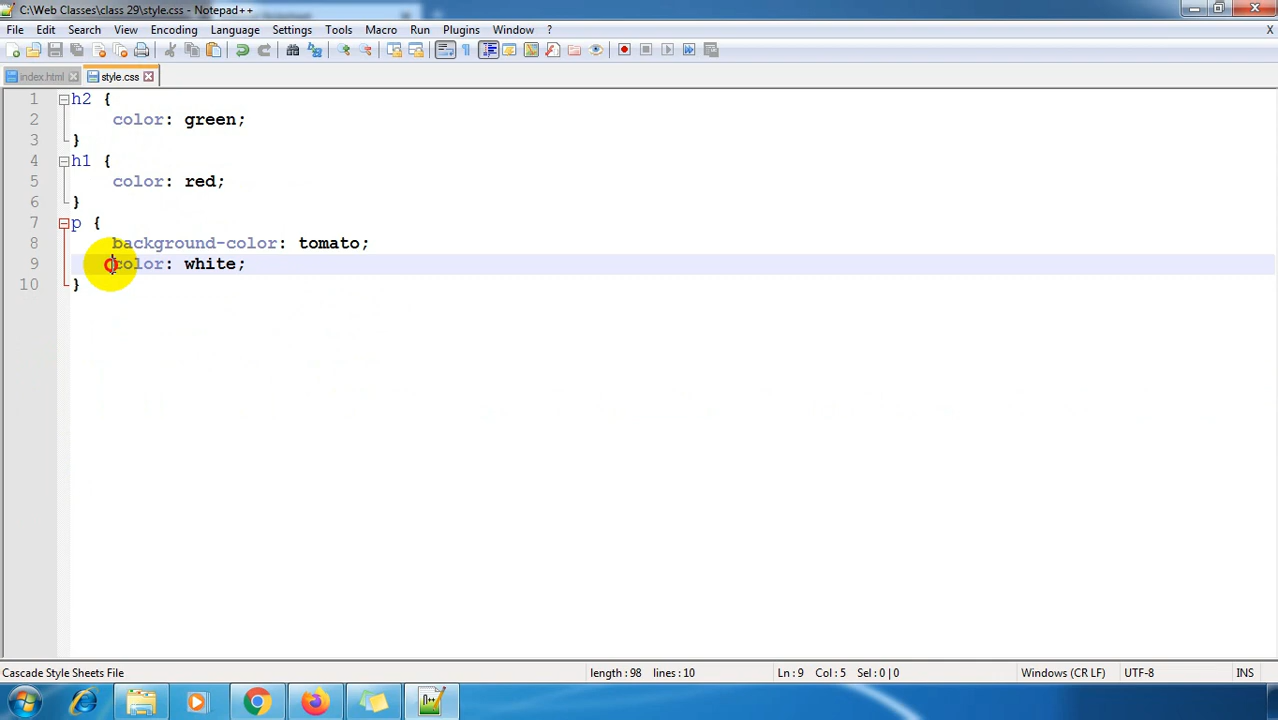 C:\Web Classes\class 29\style.css - Notepad++
File Edit Search View Encoding Language Settings Tools Macro Run Plugins Window ? X
index.html style.css
1 h2 {
2 color: green;
3 }
4 h1 {
5 color: red;
6 }
7 p {
8 background-color: tomato;
9 color: white;
10 }
Cascade Style Sheets File length : 98 lines : 10 Ln : 9 Col : 5 Sel : 0 | 0 Windows (CR LF) UTF-8 INS